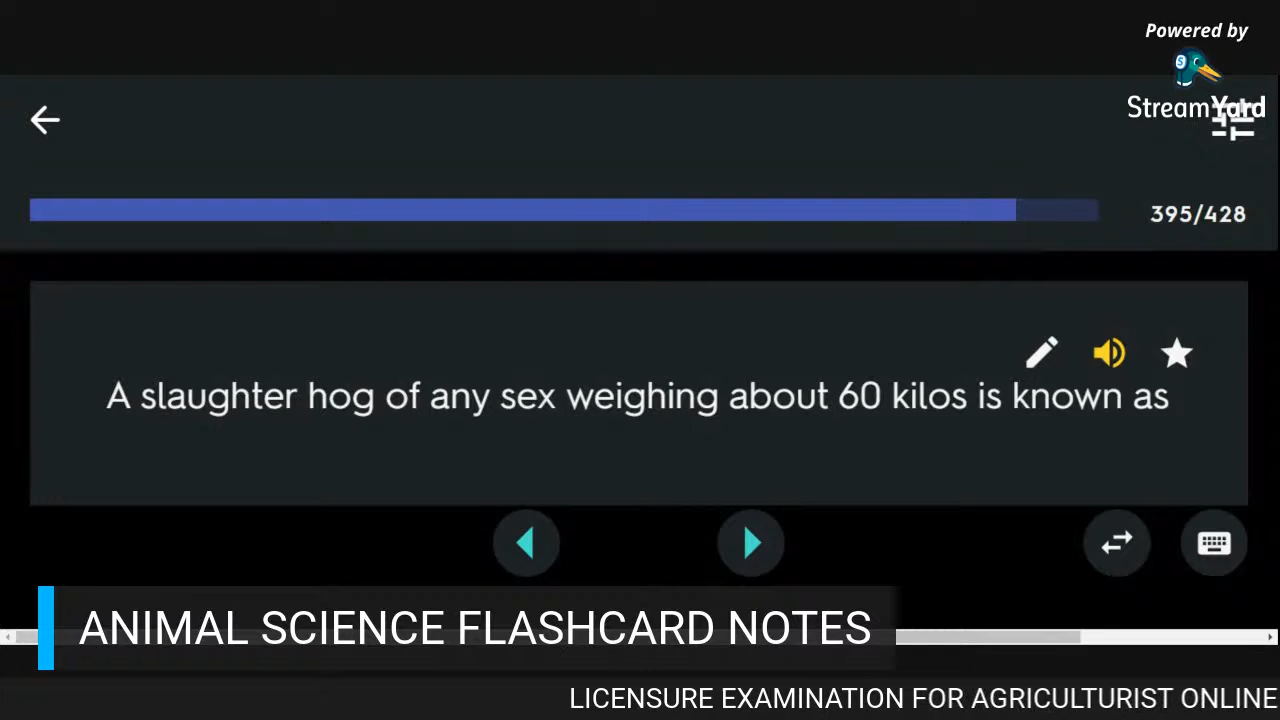 Powered by
StreamYard
395/428
A slaughter hog of any sex weighing about 60 kilos is known as
ANIMAL SCIENCE FLASHCARD NOTES
LICENSURE EXAMINATION FOR AGRICULTURIST ONLINE